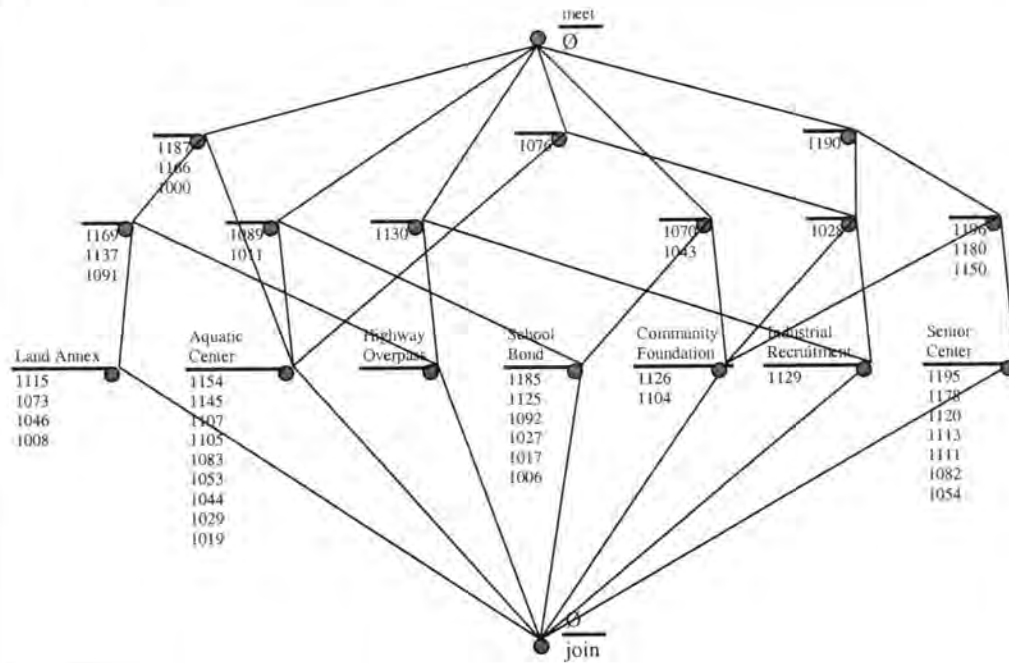 meet
Ø
1187
1166
1000
1076
1190
1169
1137
1091
1089
1011
1130
1070
1043
1028
1196
1180
1150
Land Annex
1115
1073
1046
1008
Aquatic
Center
1154
1145
1107
1105
1083
1053
1044
1029
1019
Highway
Overpass
School
Bond
1185
1125
1092
1027
1017
1006
Community
Foundation
1126
1104
Industrial
Recruitment
1129
Senior
Center
1195
1178
1120
1113
1111
1082
1054
Ø
join